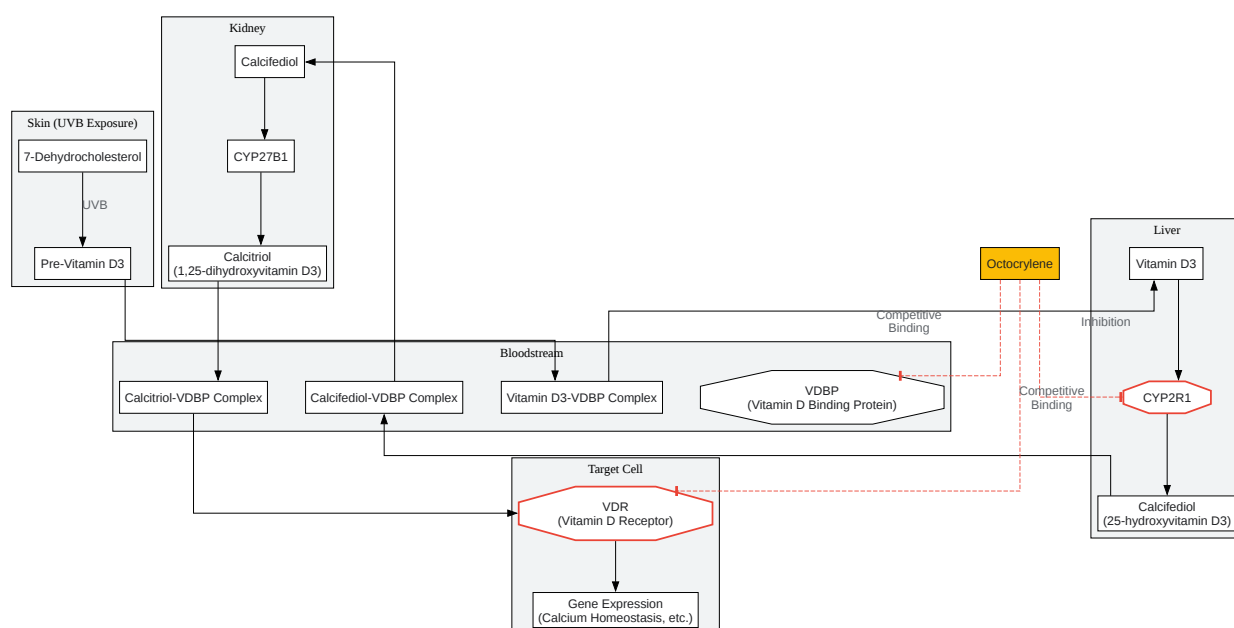 Kidney
Calcifediol
CYP27B1
Calcitriol
(1,25-dihydroxyvitamin D3)
Skin (UVB Exposure)
7-Dehydrocholesterol
UVB
Pre-Vitamin D3
Octocrylene
Competitive
Binding
Inhibition
Competitive
Binding
Liver
Vitamin D3
CYP2R1
Calcifediol
(25-hydroxyvitamin D3)
Bloodstream
Calcitriol-VDBP Complex
Calcifediol-VDBP Complex
Vitamin D3-VDBP Complex
VDBP
(Vitamin D Binding Protein)
Target Cell
VDR
(Vitamin D Receptor)
Gene Expression
(Calcium Homeostasis, etc.)